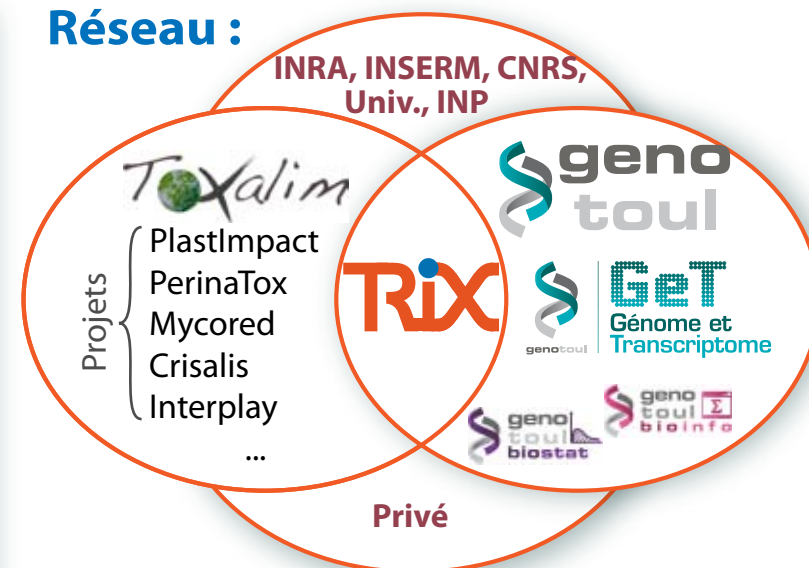 Réseau :
INRA, INSERM, CNRS,
Univ., INP
Toxalim
Projets
PlastImpact
PerinaTox
Mycored
Crisalis
Interplay
...
TRiX
geno
toul
genotoul
GeT
Génome et
Transcriptome
geno
toul
biostat
geno
toul Σ
bioinfo
Privé